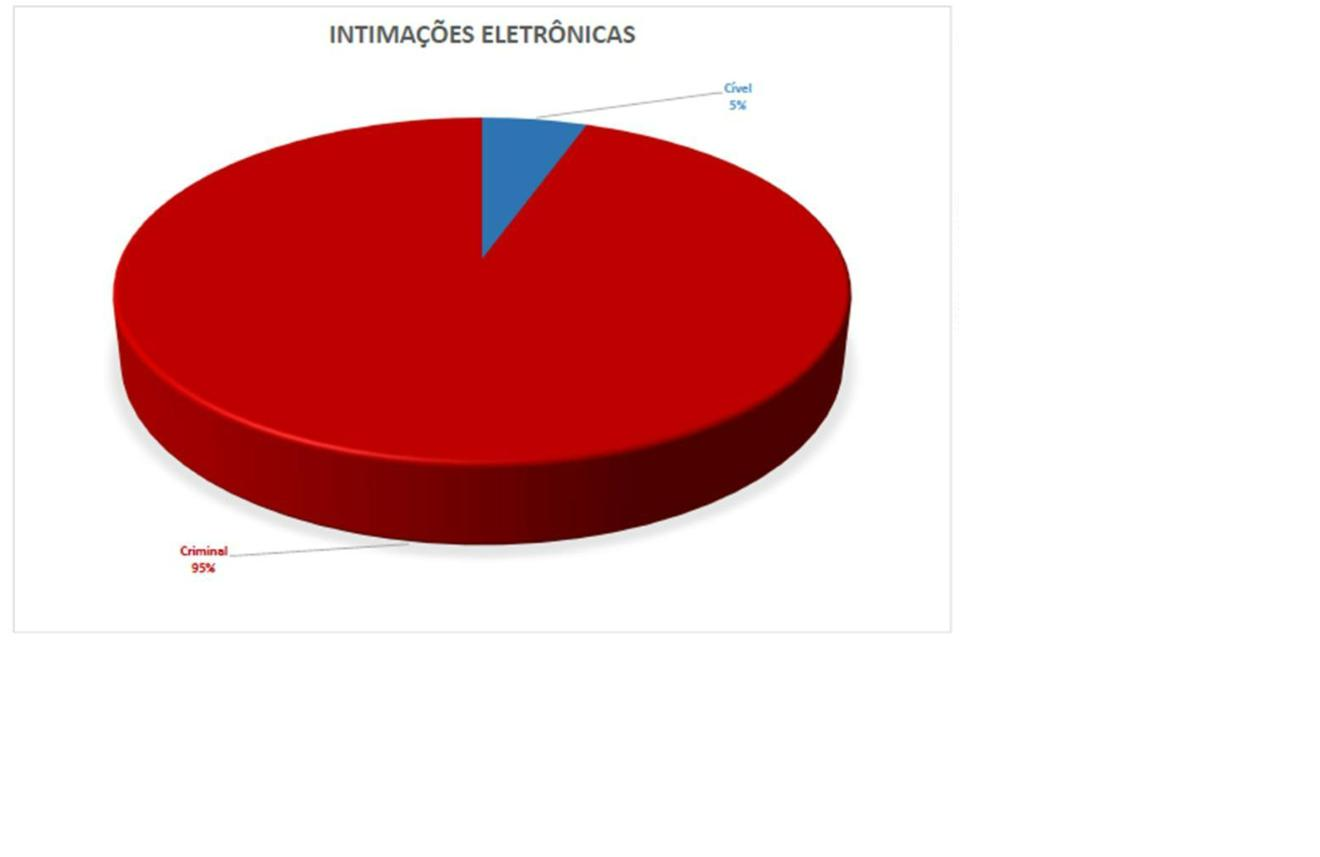 INTIMAÇÕES ELETRÔNICAS
Cível
5%
Criminal
95%